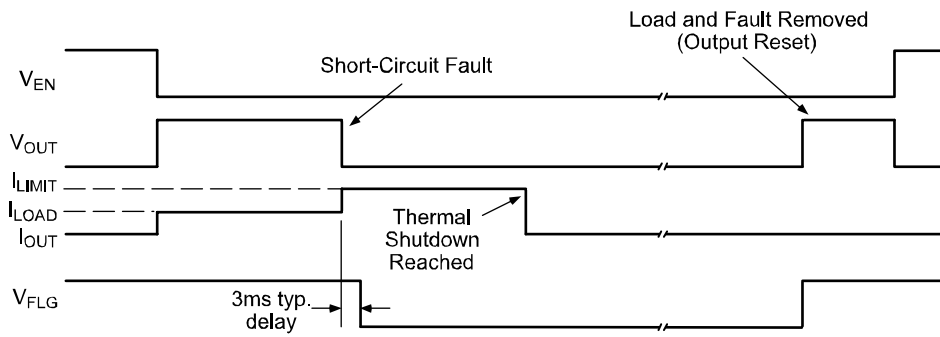 Load and Fault Removed
(Output Reset)
VEN
Short-Circuit Fault
VOUT
ILIMIT
ILOAD
IOUT
Thermal
Shutdown
Reached
VFLG
3ms typ.
delay